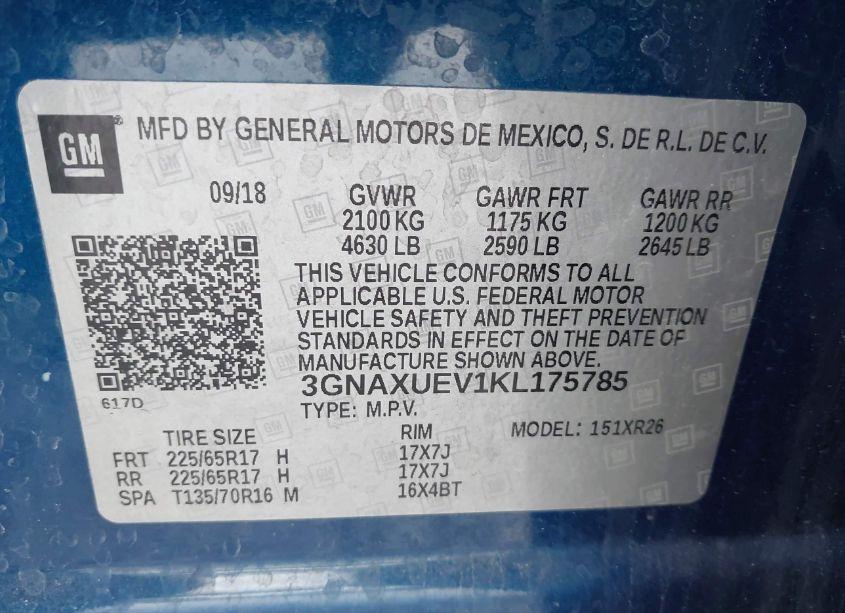 GM
MFD BY GENERAL MOTORS DE MEXICO, S. DE R.L. DE C.V.
09/18 GVWR GAWR FRT GAWR RR
2100 KG 1175 KG 1200 KG
4630 LB 2590 LB 2645 LB
THIS VEHICLE CONFORMS TO ALL
APPLICABLE U.S. FEDERAL MOTOR
VEHICLE SAFETY AND THEFT PREVENTION
STANDARDS IN EFFECT ON THE DATE OF
MANUFACTURE SHOWN ABOVE.
3GNAXUEV1KL175785
617D
TYPE: M.P.V.
TIRE SIZE RIM MODEL: 151XR26
FRT 225/65R17 H 17X7J
RR 225/65R17 H 17X7J
SPA T135/70R16 M 16X4BT